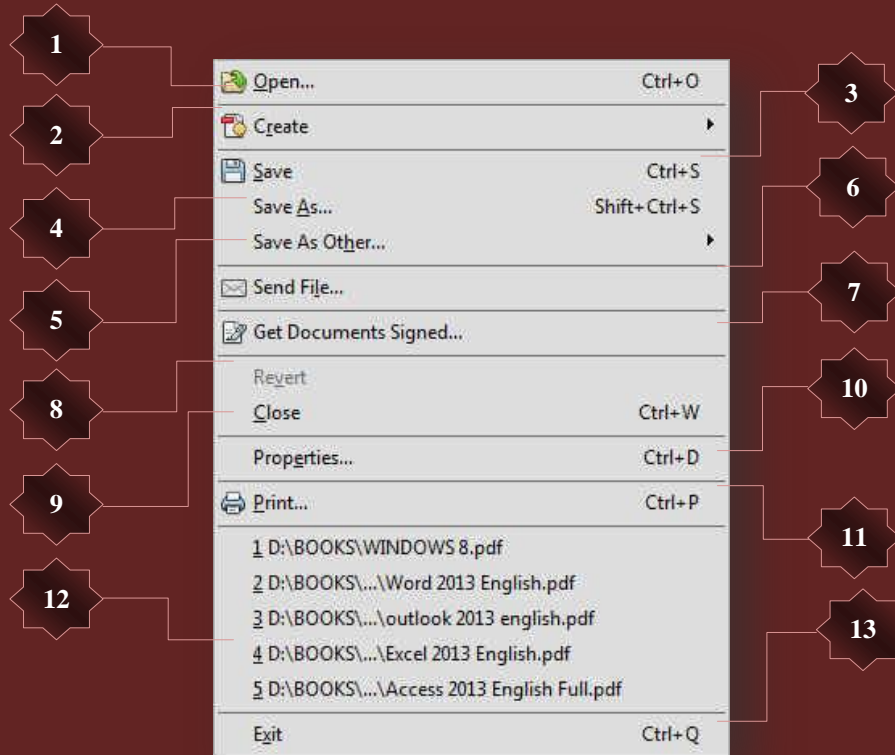 1
Open... Ctrl+O
3
2
Create
Save Ctrl+S
6
4
Save As... Shift+Ctrl+S
Save As Other...
Send File...
7
5
Get Documents Signed...
Revert
10
8
Close Ctrl+W
Properties... Ctrl+D
9
Print... Ctrl+P
11
1 D:\BOOKS\WINDOWS 8.pdf
2 D:\BOOKS\...\Word 2013 English.pdf
12
3 D:\BOOKS\...\outlook 2013 english.pdf
13
4 D:\BOOKS\...\Excel 2013 English.pdf
5 D:\BOOKS\...\Access 2013 English Full.pdf
Exit Ctrl+Q